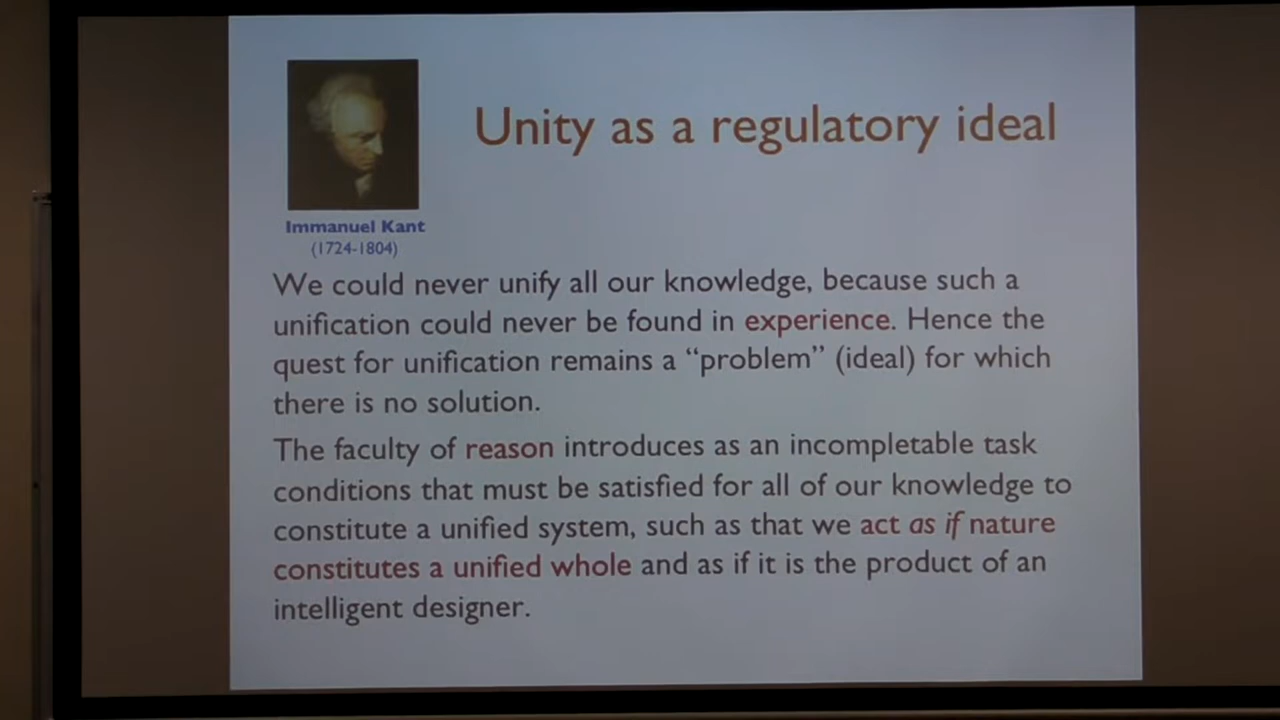 Unity as a regulatory ideal
Immanuel Kant
(1724-1804)
We could never unify all our knowledge, because such a
unification could never be found in experience. Hence the
quest for unification remains a “problem” (ideal) for which
there is no solution.
The faculty of reason introduces as an incompletable task
conditions that must be satisfied for all of our knowledge to
constitute a unified system, such as that we act as if nature
constitutes a unified whole and as if it is the product of an
intelligent designer.